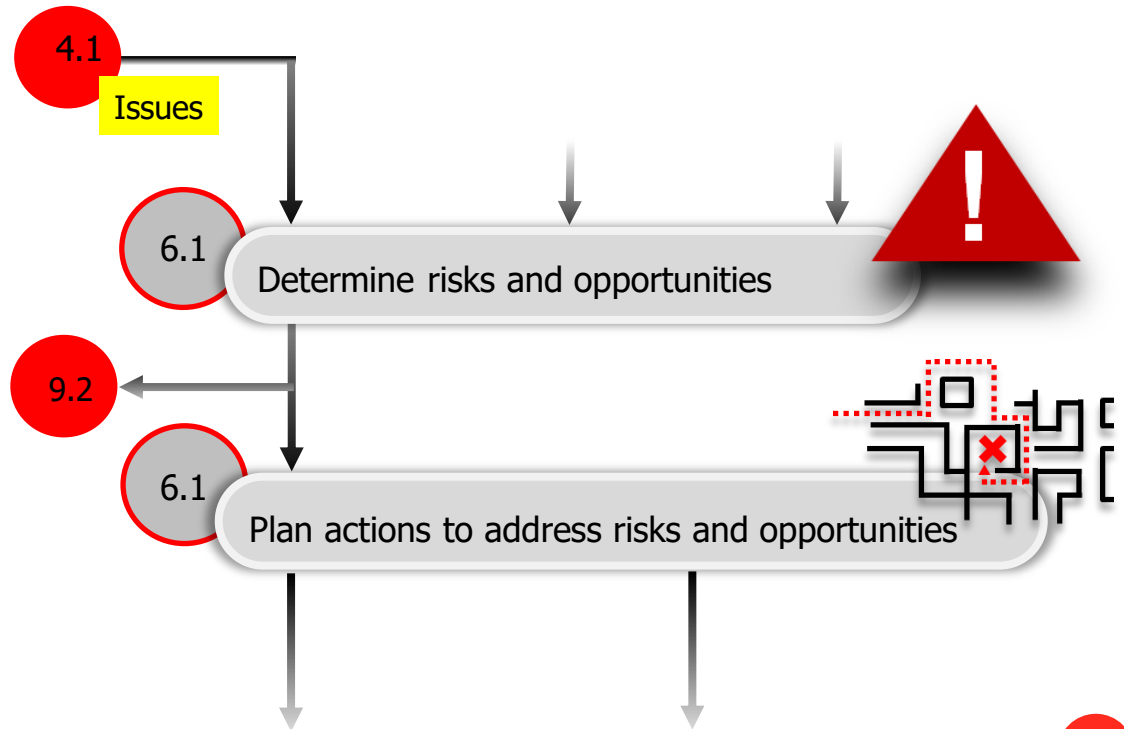 4.1
Issues
!
6.1
Determine risks and opportunities
9.2
6.1
Plan actions to address risks and opportunities